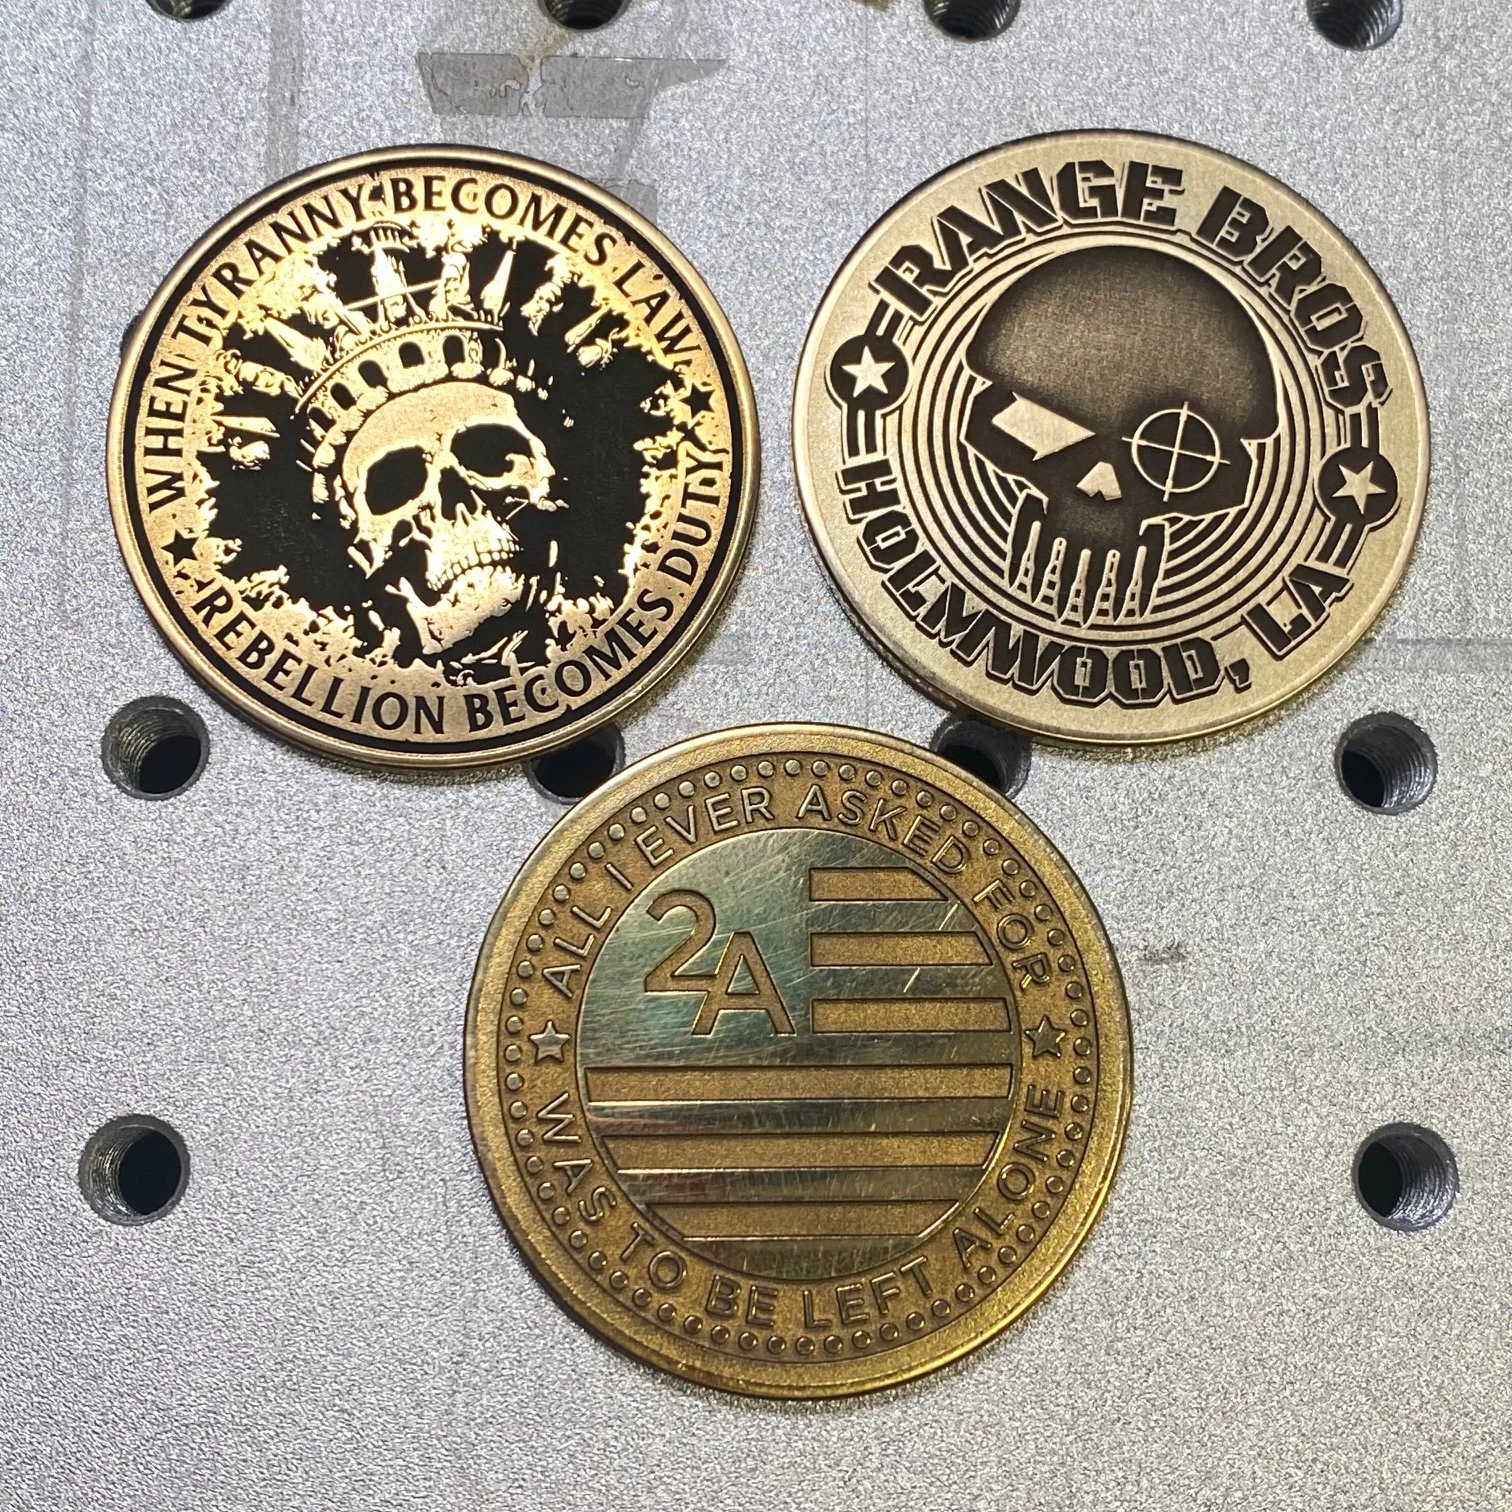 WHEN TYRANNY BECOMES LAW
REBELLION BECOMES DUTY
RANGE BROS
HOLMWOOD, LA
ALL I EVER ASKED FOR
2A
WAS TO BE LEFT ALONE